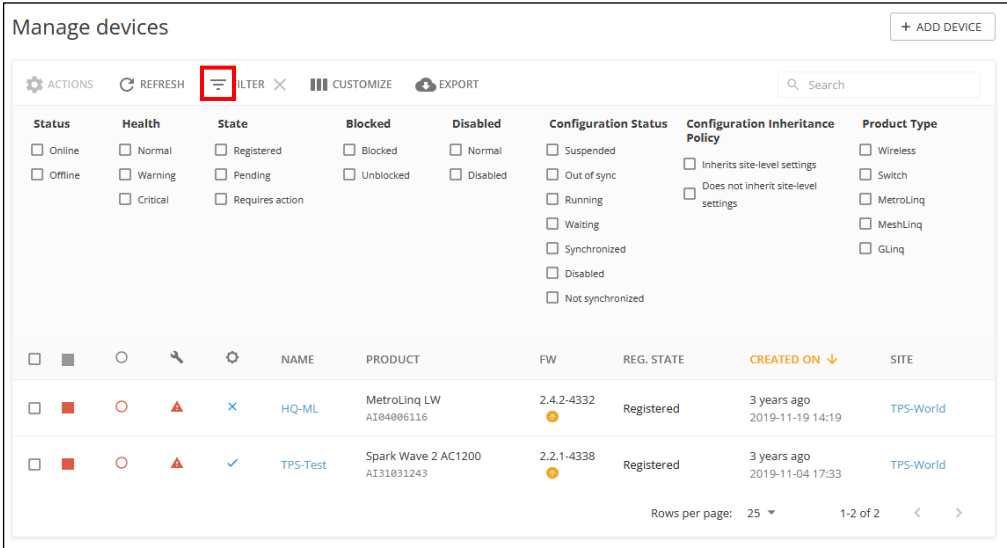 Manage devices
+ ADD DEVICE
ACTIONS REFRESH FILTER CUSTOMIZE EXPORT Search
Status Health State Blocked Disabled Configuration Status Configuration Inheritance Policy Product Type
Online Normal Registered Blocked Normal Suspended Inherits site-level settings Wireless
Offline Warning Pending Unblocked Disabled Out of sync Does not inherit site-level settings Switch
Critical Requires action Running MetroLinq
Waiting MeshLinq
Synchronized GLinq
Disabled
Not synchronized
NAME PRODUCT FW REG. STATE CREATED ON SITE
HQ-ML MetroLinq LW 2.4.2-4332 Registered 3 years ago TPS-World
AI04006116 2019-11-19 14:19
TPS-Test Spark Wave 2 AC1200 2.2.1-4338 Registered 3 years ago TPS-World
AI31031243 2019-11-04 17:33
Rows per page: 25 1-2 of 2